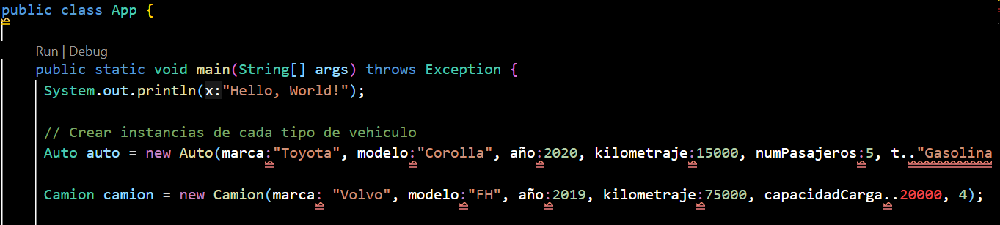 public class App {
Run | Debug
public static void main(String[] args) throws Exception {
System.out.println(x:"Hello, World!");
// Crear instancias de cada tipo de vehiculo
Auto auto = new Auto(marca:"Toyota", modelo:"Corolla", año:2020, kilometraje:15000, numPasajeros:5, t.."Gasolina
Camion camion = new Camion(marca: "Volvo", modelo:"FH", año:2019, kilometraje:75000, capacidadCarga..20000, 4);